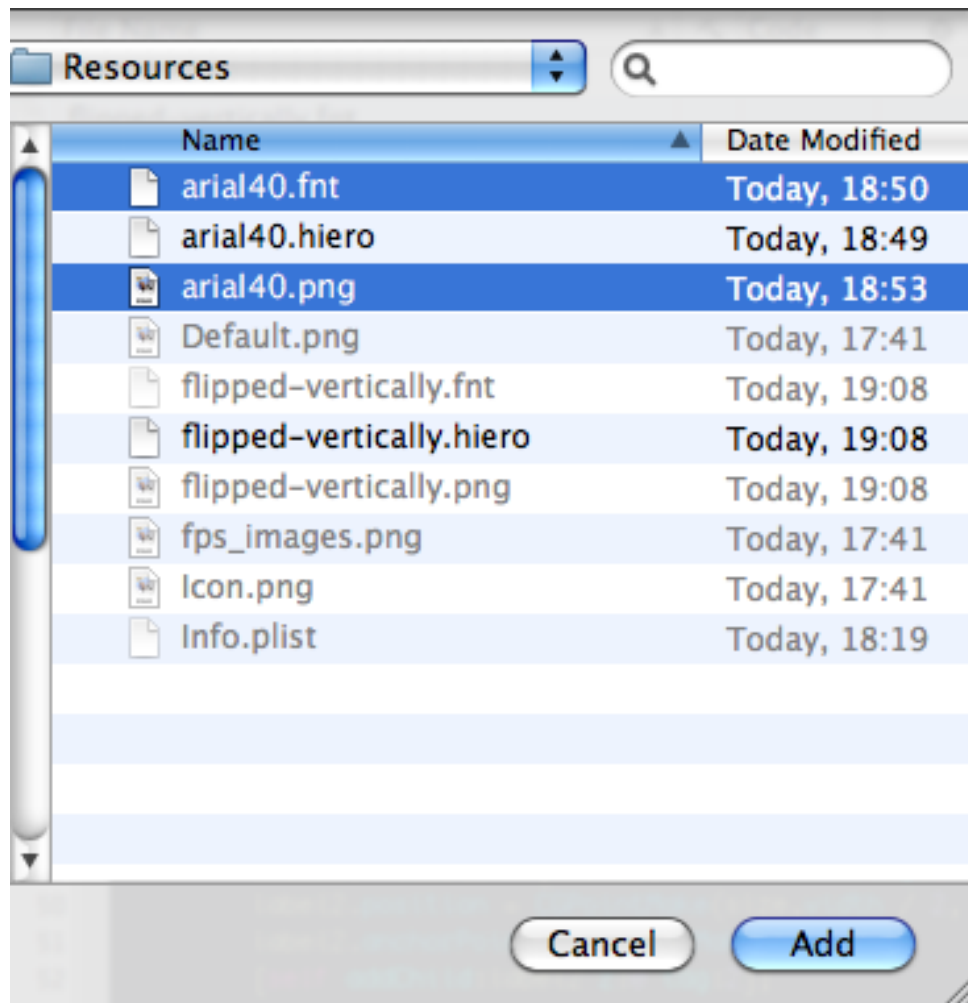 Resources
Name Date Modified
arial40.fnt Today, 18:50
arial40.hiero Today, 18:49
arial40.png Today, 18:53
Default.png Today, 17:41
flipped-vertically.fnt Today, 19:08
flipped-vertically.hiero Today, 19:08
flipped-vertically.png Today, 19:08
fps_images.png Today, 17:41
Icon.png Today, 17:41
Info.plist Today, 18:19
Cancel Add